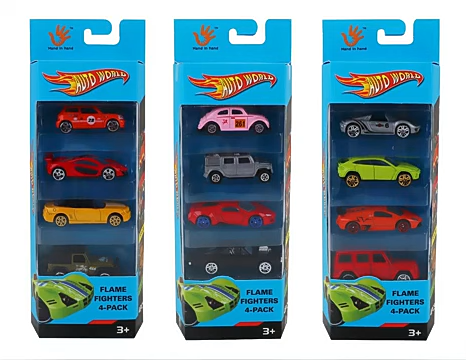 Hand in hand
AUTO WORLD
28
FLAME
FIGHTERS
4-PACK
3+
Hand in hand
AUTO WORLD
FLAME
FIGHTERS
4-PACK
3+
Hand in hand
AUTO WORLD
FLAME
FIGHTERS
4-PACK
3+